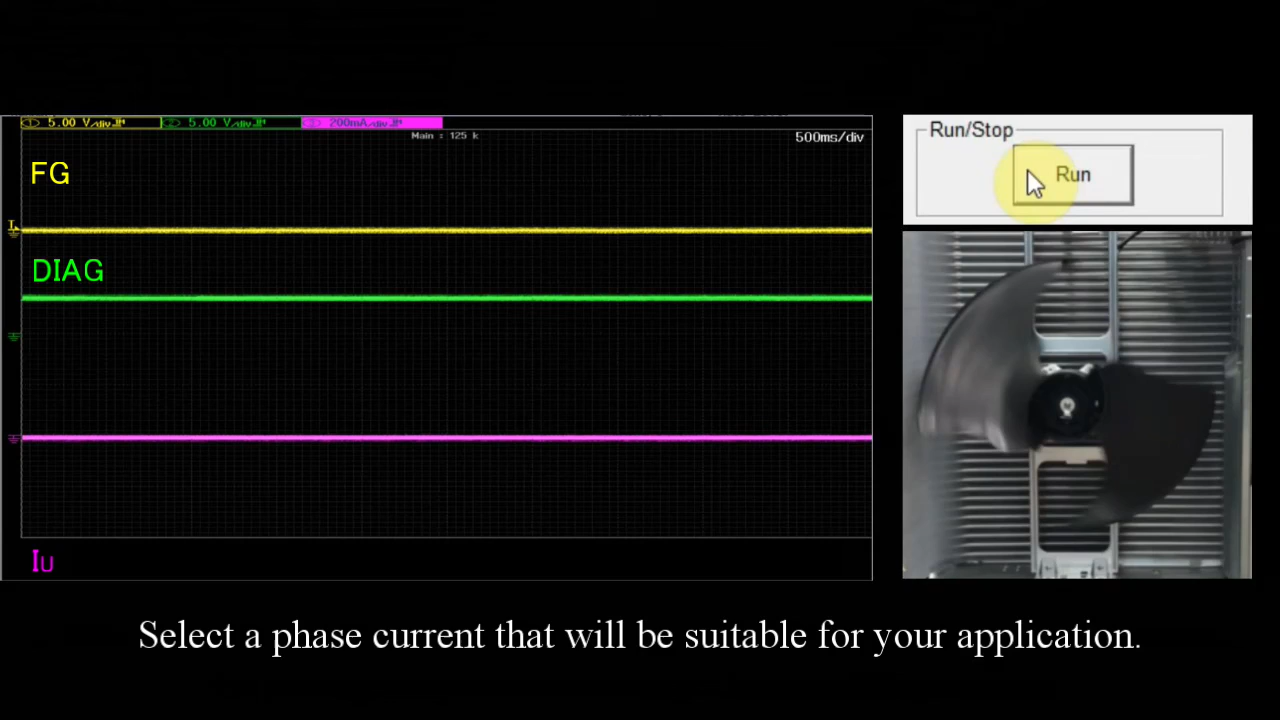 5.00 V/div 5.00 V/div 200mA/div
Main : 125 k
500ms/div
FG
DIAG
IU
Run/Stop
Run
Select a phase current that will be suitable for your application.